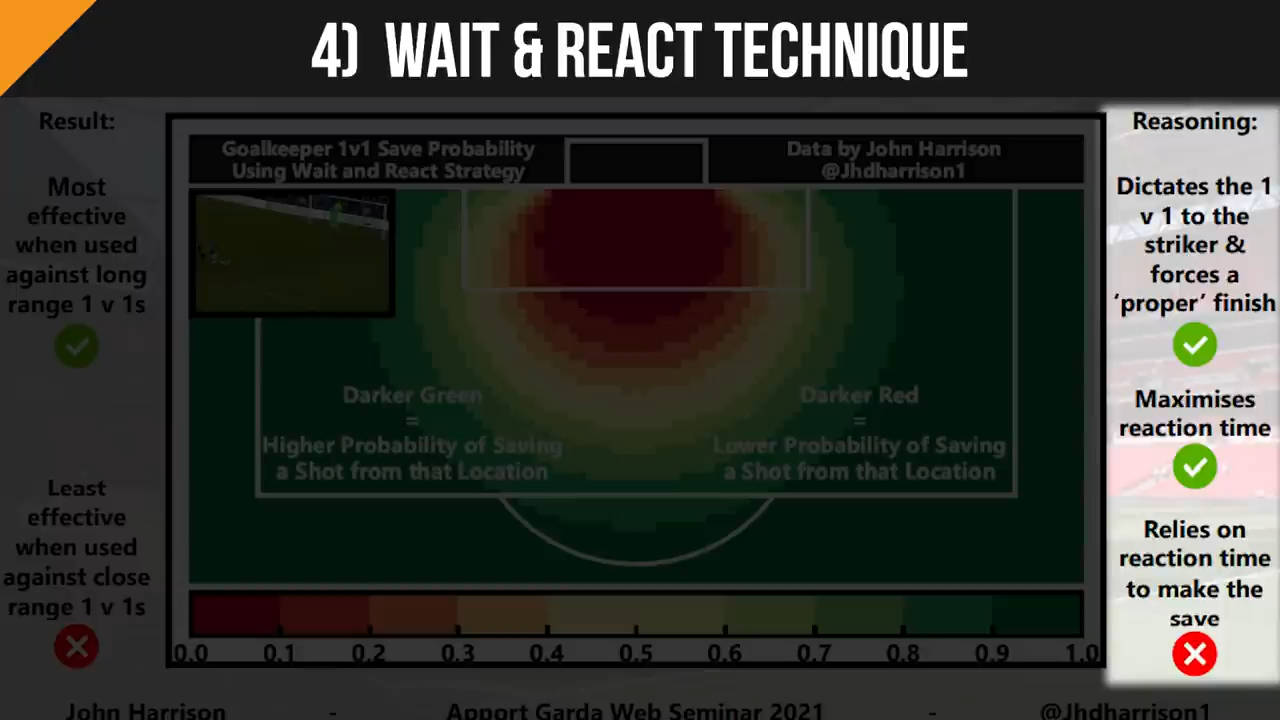 4) WAIT & REACT TECHNIQUE
Result:
Most
effective
when used
against long
range 1 v 1s
Least
effective
when used
against close
range 1 v 1s
Goalkeeper 1v1 Save Probability
Using Wait and React Strategy
Data by John Harrison
@Jhdharrison1
Darker Green
=
Higher Probability of Saving
a Shot from that Location
Darker Red
=
Lower Probability of Saving
a Shot from that Location
0.0 0.1 0.2 0.3 0.4 0.5 0.6 0.7 0.8 0.9 1.0
Reasoning:
Dictates the 1
v 1 to the
striker &
forces a
‘proper’ finish
Maximises
reaction time
Relies on
reaction time
to make the
save
John Harrison - Apport Garda Web Seminar 2021 - @Jhdharrison1